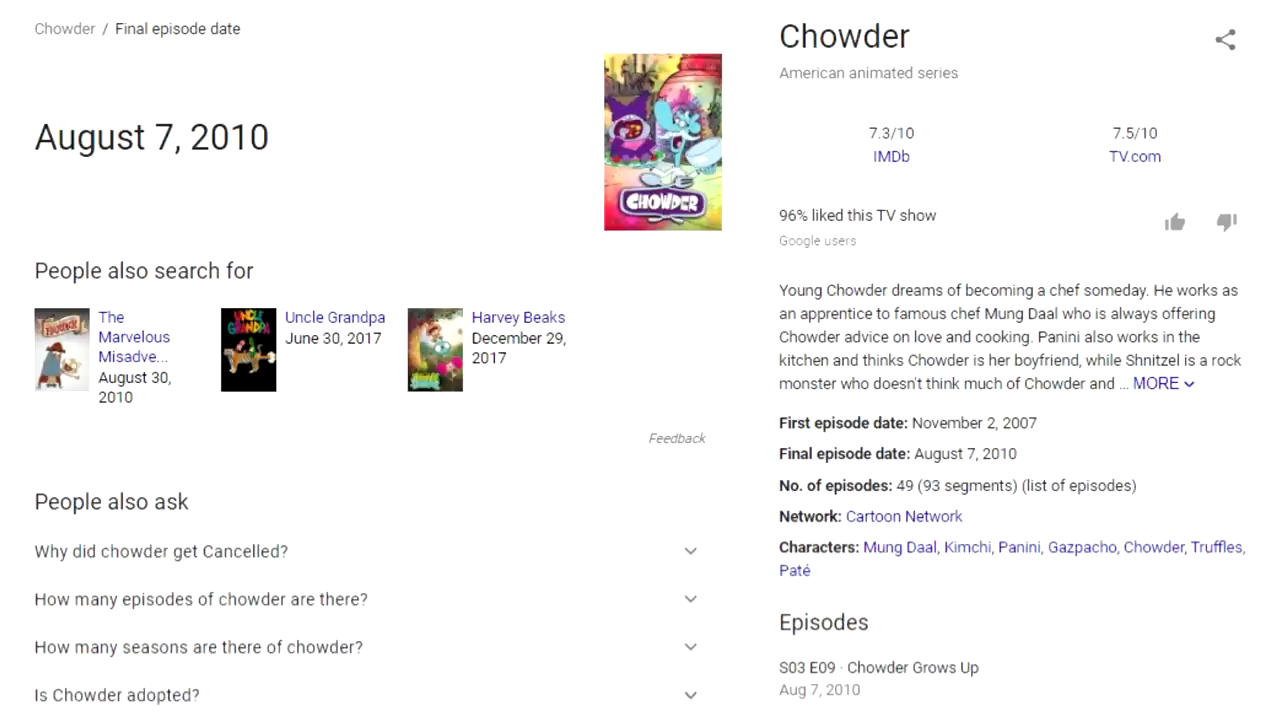 Chowder / Final episode date
August 7, 2010
CHOWDER
People also search for
The
Marvelous
Misadve...
August 30,
2010
UNCLE
GRANDPA
Uncle Grandpa
June 30, 2017
Harvey Beaks
December 29,
2017
Feedback
People also ask
Why did chowder get Cancelled?
How many episodes of chowder are there?
How many seasons are there of chowder?
Is Chowder adopted?
Chowder
American animated series
7.3/10
IMDb
7.5/10
TV.com
96% liked this TV show
Google users
Young Chowder dreams of becoming a chef someday. He works as
an apprentice to famous chef Mung Daal who is always offering
Chowder advice on love and cooking. Panini also works in the
kitchen and thinks Chowder is her boyfriend, while Shnitzel is a rock
monster who doesn't think much of Chowder and ... MORE
First episode date: November 2, 2007
Final episode date: August 7, 2010
No. of episodes: 49 (93 segments) (list of episodes)
Network: Cartoon Network
Characters: Mung Daal, Kimchi, Panini, Gazpacho, Chowder, Truffles,
Paté
Episodes
S03 E09 · Chowder Grows Up
Aug 7, 2010